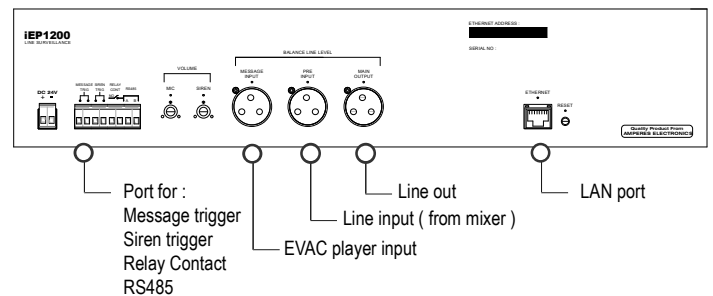 iEP1200
LINE SURVEILLANCE
ETHERNET ADDRESS :
SERIAL NO :
BALANCE LINE LEVEL
VOLUME
DC 24V
+ -
MESSAGE TRIG
SIREN TRIG
RELAY CONT
RS485
A B
MIC
SIREN
MESSAGE INPUT
PRE INPUT
MAIN OUTPUT
ETHERNET
RESET
Quality Product From
AMPERES ELECTRONICS
Port for :
Message trigger
Siren trigger
Relay Contact
RS485
EVAC player input
Line input ( from mixer )
Line out
LAN port